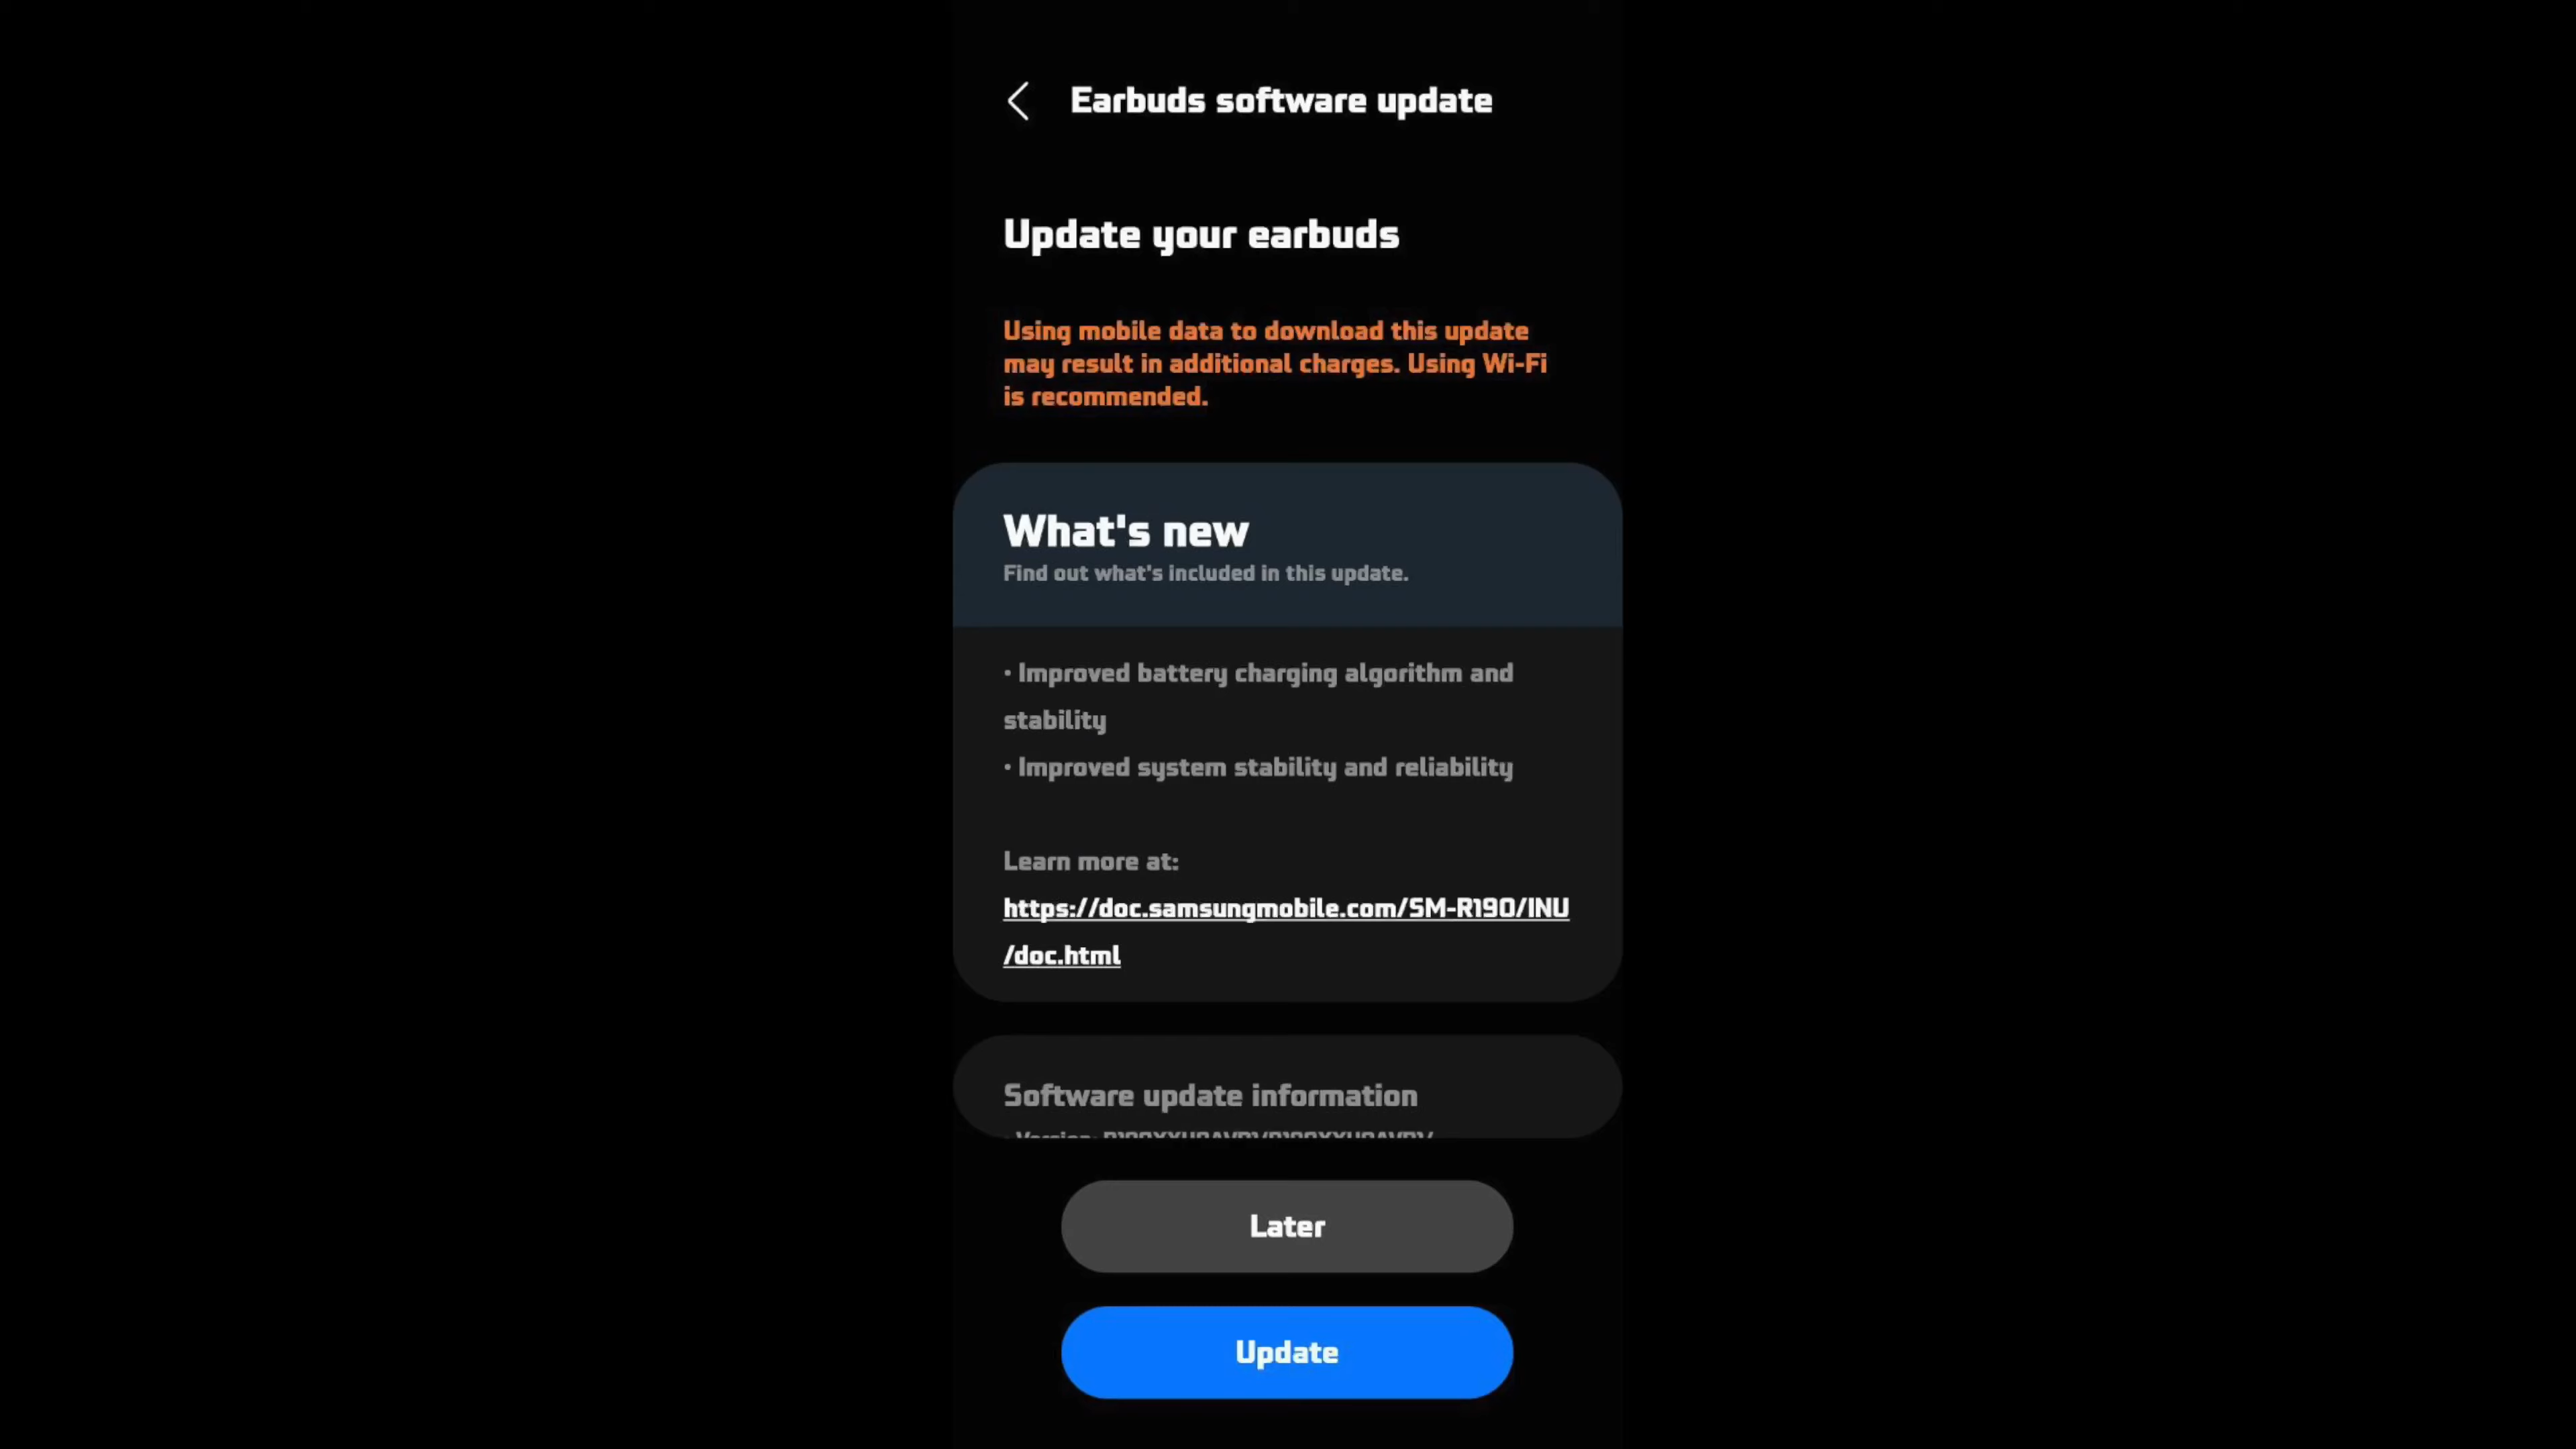 Earbuds software update
Update your earbuds
Using mobile data to download this update
may result in additional charges. Using Wi-Fi
is recommended.
What's new
Find out what's included in this update.
• Improved battery charging algorithm and
stability
• Improved system stability and reliability
Learn more at:
https://doc.samsungmobile.com/SM-R190/INU
/doc.html
Software update information
Later
Update